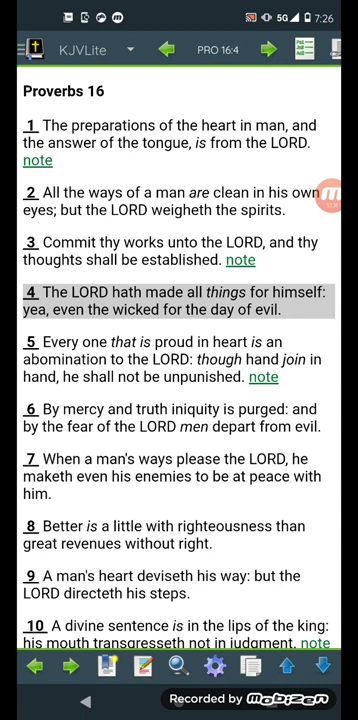 5G 7:26
KJVLite PRO 16:4
Proverbs 16
1 The preparations of the heart in man, and
the answer of the tongue, is from the LORD.
note
2 All the ways of a man are clean in his own
eyes; but the LORD weigheth the spirits.
3 Commit thy works unto the LORD, and thy
thoughts shall be established. note
4 The LORD hath made all things for himself:
yea, even the wicked for the day of evil.
5 Every one that is proud in heart is an
abomination to the LORD: though hand join in
hand, he shall not be unpunished. note
6 By mercy and truth iniquity is purged: and
by the fear of the LORD men depart from evil.
7 When a man's ways please the LORD, he
maketh even his enemies to be at peace with
him.
8 Better is a little with righteousness than
great revenues without right.
9 A man's heart deviseth his way: but the
LORD directeth his steps.
10 A divine sentence is in the lips of the king:
his mouth transgresseth not in judgment. note
Recorded by mobizen